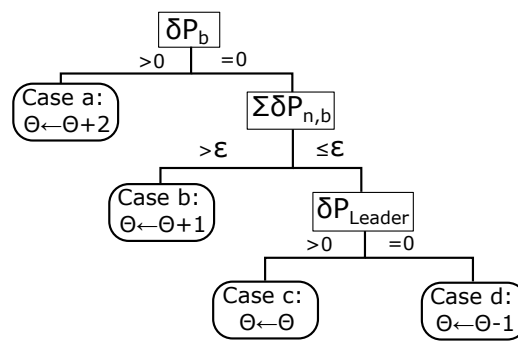 δP_b
>0 =0
Case a:
Θ←Θ+2
ΣδP_n,b
>ε ≤ε
Case b:
Θ←Θ+1
δP_Leader
>0 =0
Case c:
Θ←Θ
Case d:
Θ←Θ-1